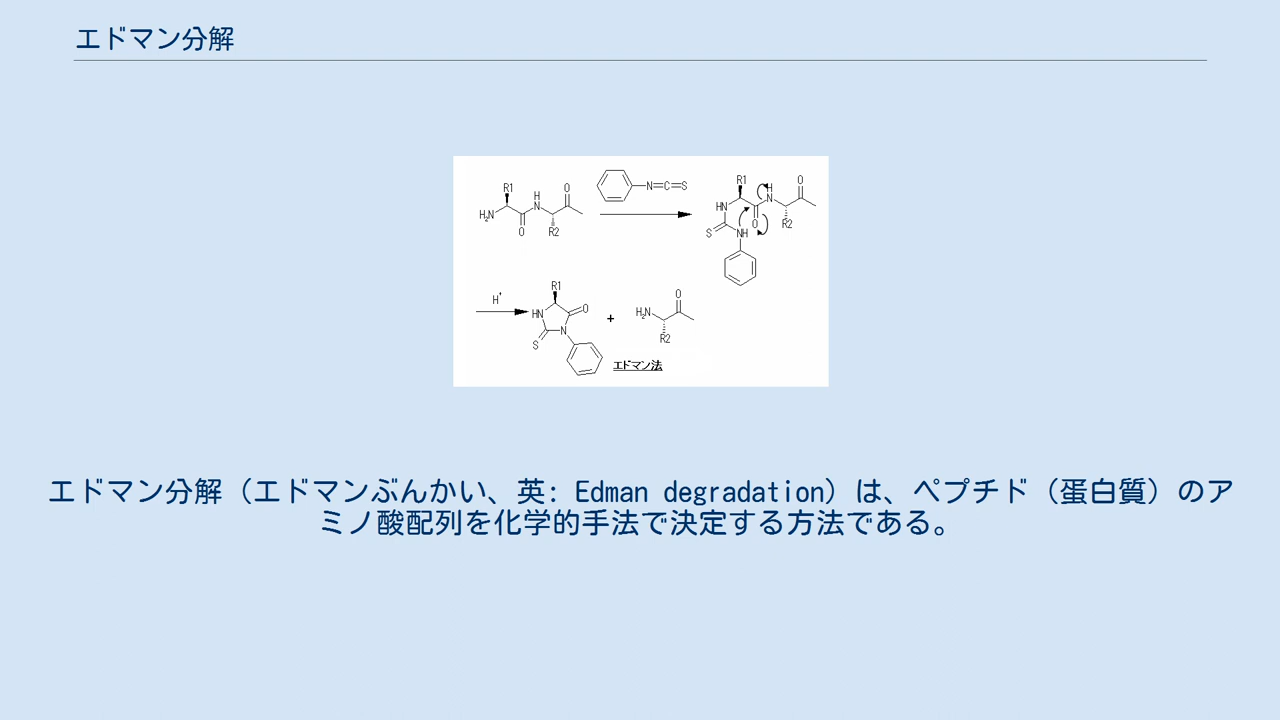 エドマン分解
R1
H
O
H₂N
O
R2
N=C=S
R1
H
O
HN
N
O
R2
S
NH
H⁺
R1
HN
O
N
S
+
O
H₂N
R2
エドマン法
エドマン分解（エドマンぶんかい、英: Edman degradation）は、ペプチド（蛋白質）のア
ミノ酸配列を化学的手法で決定する方法である。